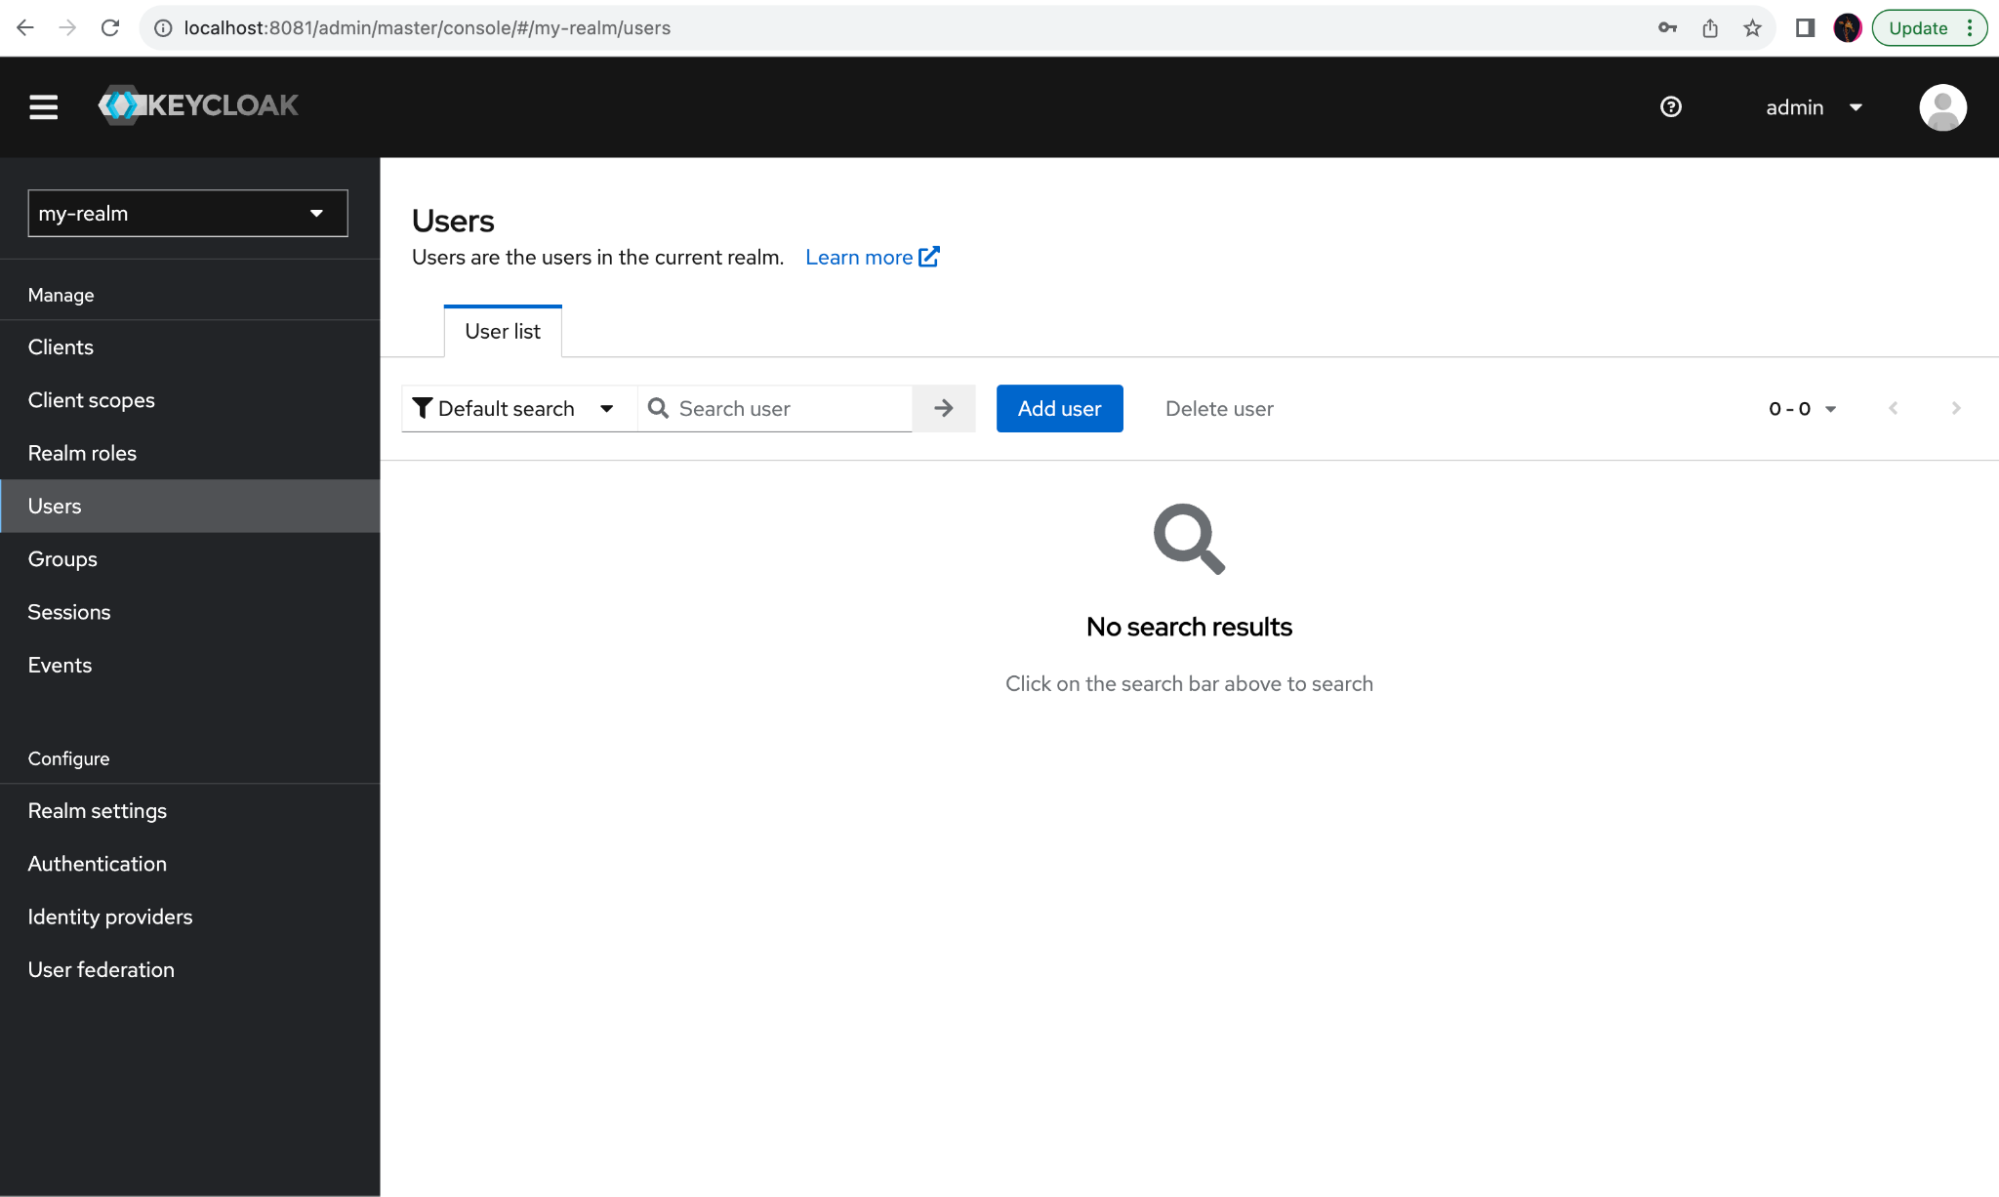 localhost:8081/admin/master/console/#/my-realm/users
Update
KEYCLOAK
admin
my-realm
Manage
Clients
Client scopes
Realm roles
Users
Groups
Sessions
Events
Configure
Realm settings
Authentication
Identity providers
User federation
Users
Users are the users in the current realm. Learn more
User list
Default search Search user Add user Delete user 0 - 0
No search results
Click on the search bar above to search